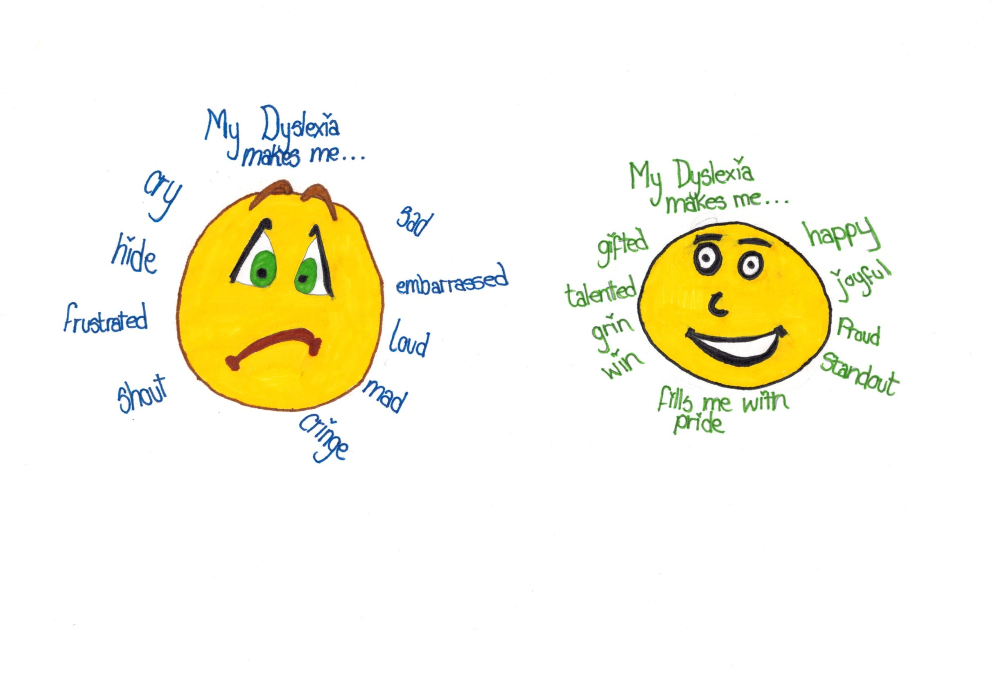 My Dyslexia
makes me...
cry
sad
hide
embarrassed
frustrated
loud
shout
mad
cringe
My Dyslexia
makes me...
gifted
happy
talented
joyful
grin
Proud
win
Standout
fills me with
pride